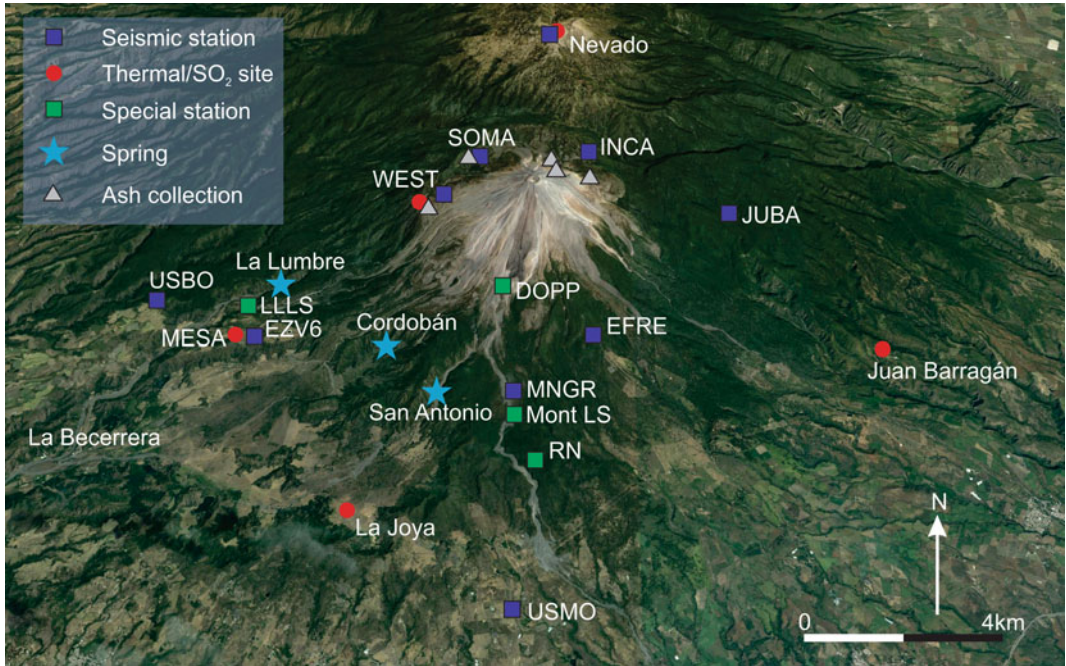 Seismic station
Thermal/SO₂ site
Special station
Spring
Ash collection
Nevado
SOMA
INCA
WEST
JUBA
La Lumbre
USBO
LLLS
DOPP
Cordobán
MESA
EZV6
EFRE
Juan Barragán
MNGR
San Antonio
Mont LS
La Becerrera
RN
La Joya
N
USMO
0 4km